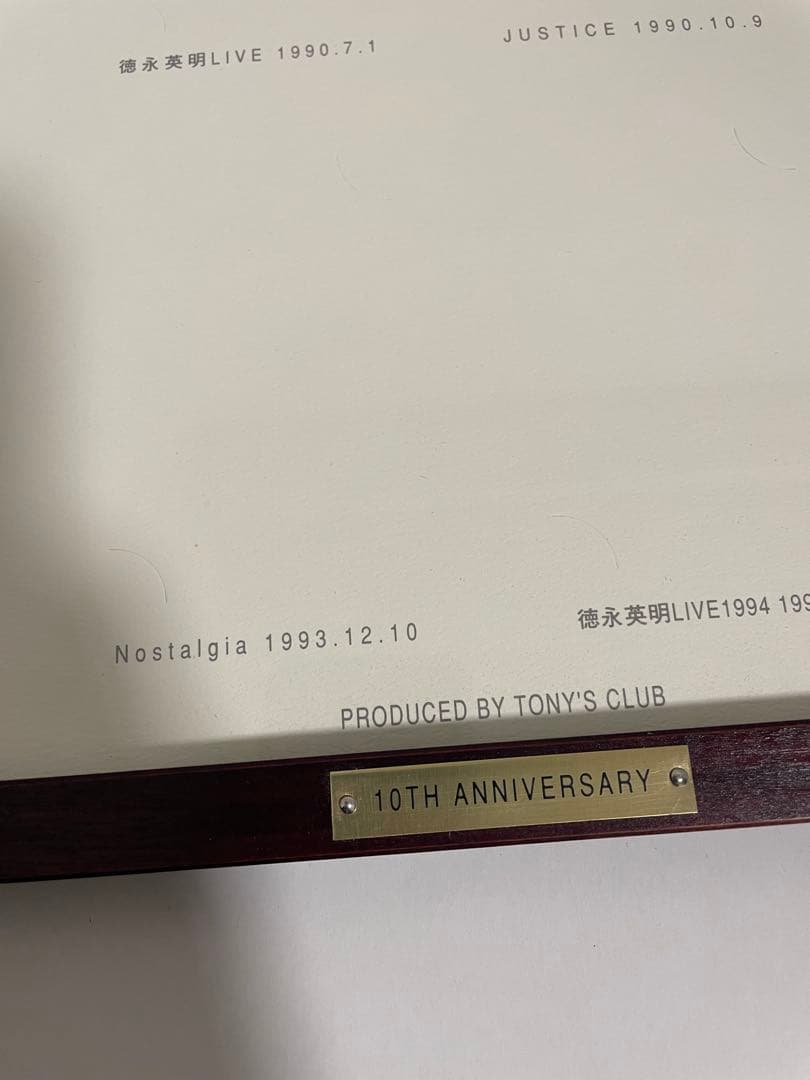 徳永英明LIVE 1990.7.1
JUSTICE 1990.10.9
Nostalgia 1993.12.10
徳永英明LIVE1994 199
PRODUCED BY TONY'S CLUB
10TH ANNIVERSARY